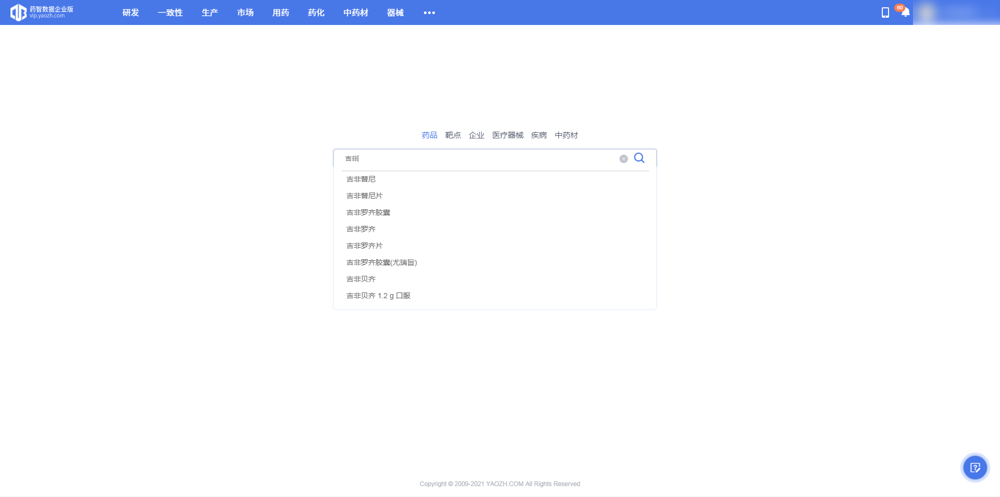 药智数据企业版
vip.yaozh.com
研发 一致性 生产 市场 用药 药化 中药材 器械
60
药品 靶点 企业 医疗器械 疾病 中药材
吉非
吉非替尼
吉非替尼片
吉非罗齐胶囊
吉非罗齐
吉非罗齐片
吉非罗齐胶囊(尤瑞旨)
吉非贝齐
吉非贝齐 1.2 g 口服
Copyright © 2009-2021 YAOZH.COM All Rights Reserved